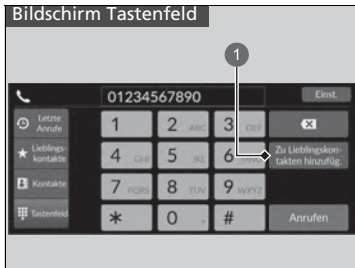 Bildschirm Tastenfeld
1
01234567890
Einst.
Letzte
Anrufe
1
2 ABC
3 DEF
Lieblings-
kontakte
4 GHI
5 JKL
6 MNO
Zu Lieblingskon-
takten hinzufüg.
Kontakte
7 PQRS
8 TUV
9 WXYZ
Tastenfeld
*
0 +
#
Anrufen